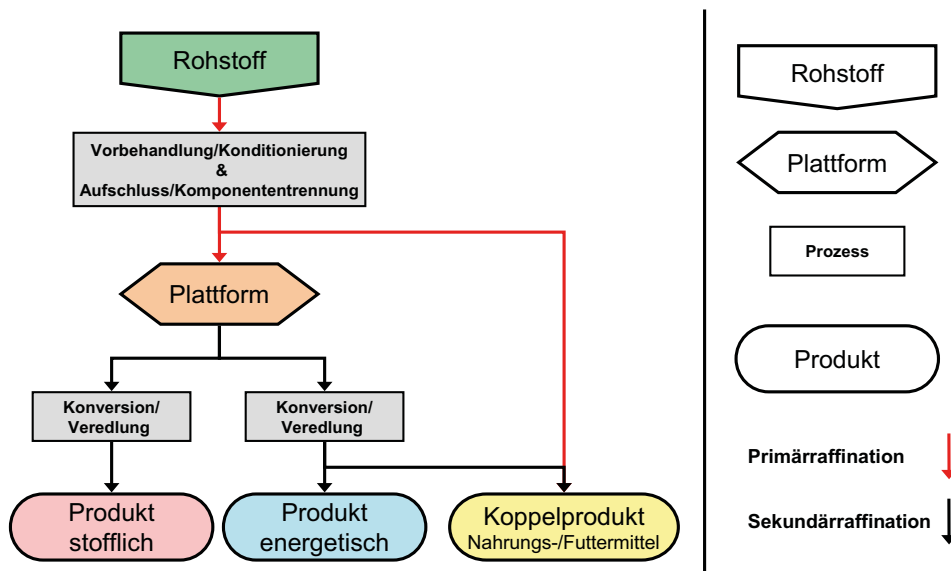 Rohstoff
Vorbehandlung/Konditionierung
&
Aufschluss/Komponententrennung
Plattform
Konversion/
Veredlung
Konversion/
Veredlung
Produkt
stofflich
Produkt
energetisch
Koppelprodukt
Nahrungs-/Futtermittel
Rohstoff
Plattform
Prozess
Produkt
Primärraffination
Sekundärraffination